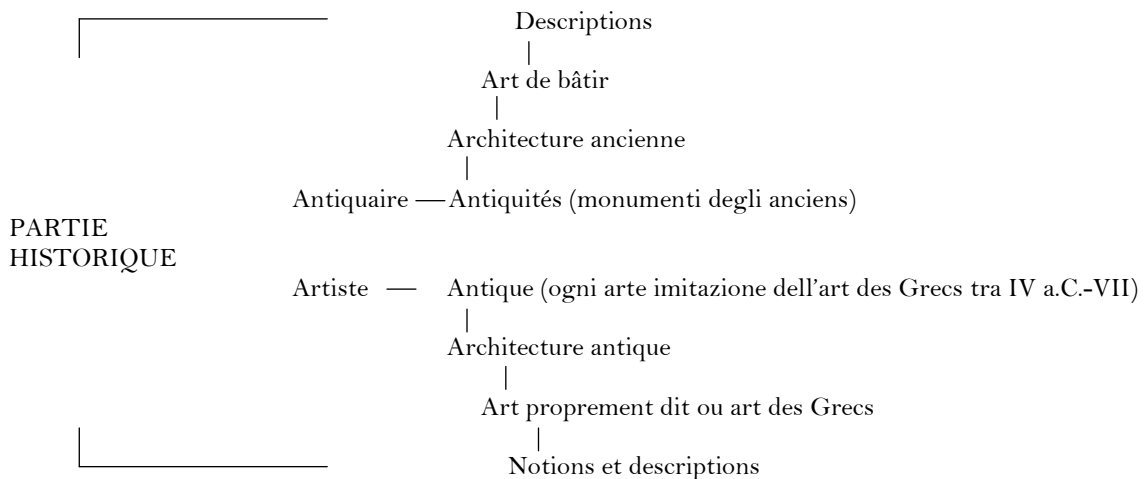 Descriptions
Art de bâtir
Architecture ancienne
Antiquaire — Antiquités (monumenti degli anciens)
PARTIE
HISTORIQUE
Artiste — Antique (ogni arte imitazione dell’art des Grecs tra IV a.C.-VII)
Architecture antique
Art proprement dit ou art des Grecs
Notions et descriptions